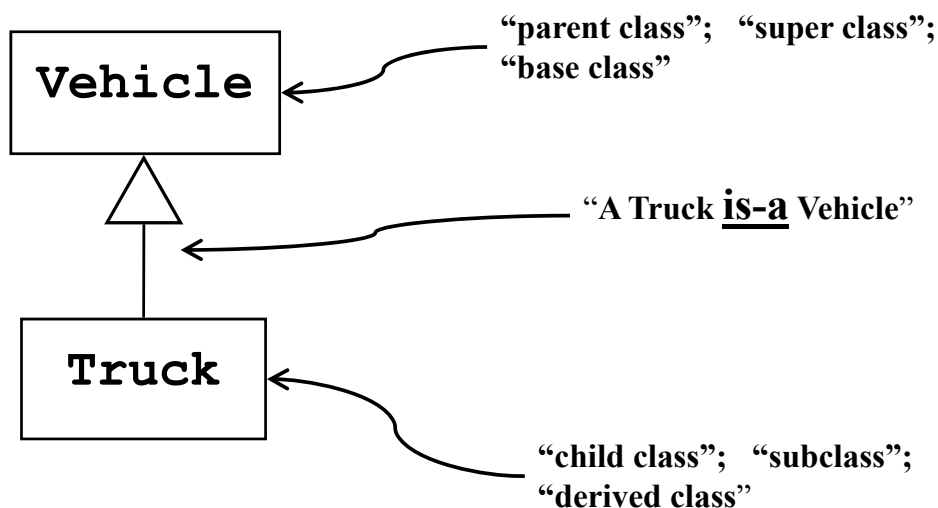 “parent class”; “super class”;
“base class”
Vehicle
“A Truck is-a Vehicle”
Truck
“child class”; “subclass”;
“derived class”